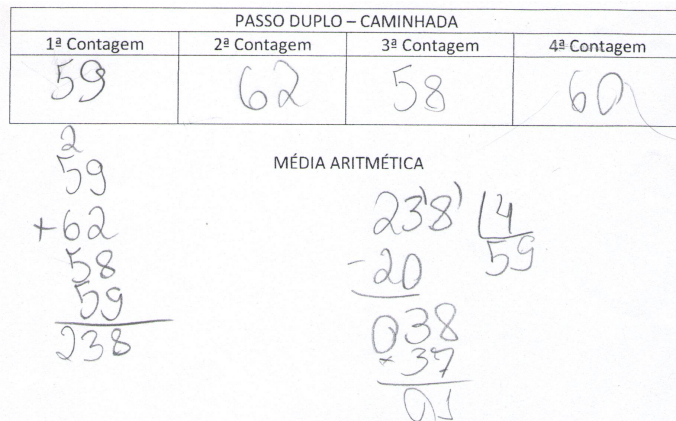 PASSO DUPLO – CAMINHADA
1ª Contagem 2ª Contagem 3ª Contagem 4ª Contagem
59 62 58 60
2
59
+62
58
59
238
MÉDIA ARITMÉTICA
238 4
-20 59
038
-37
01